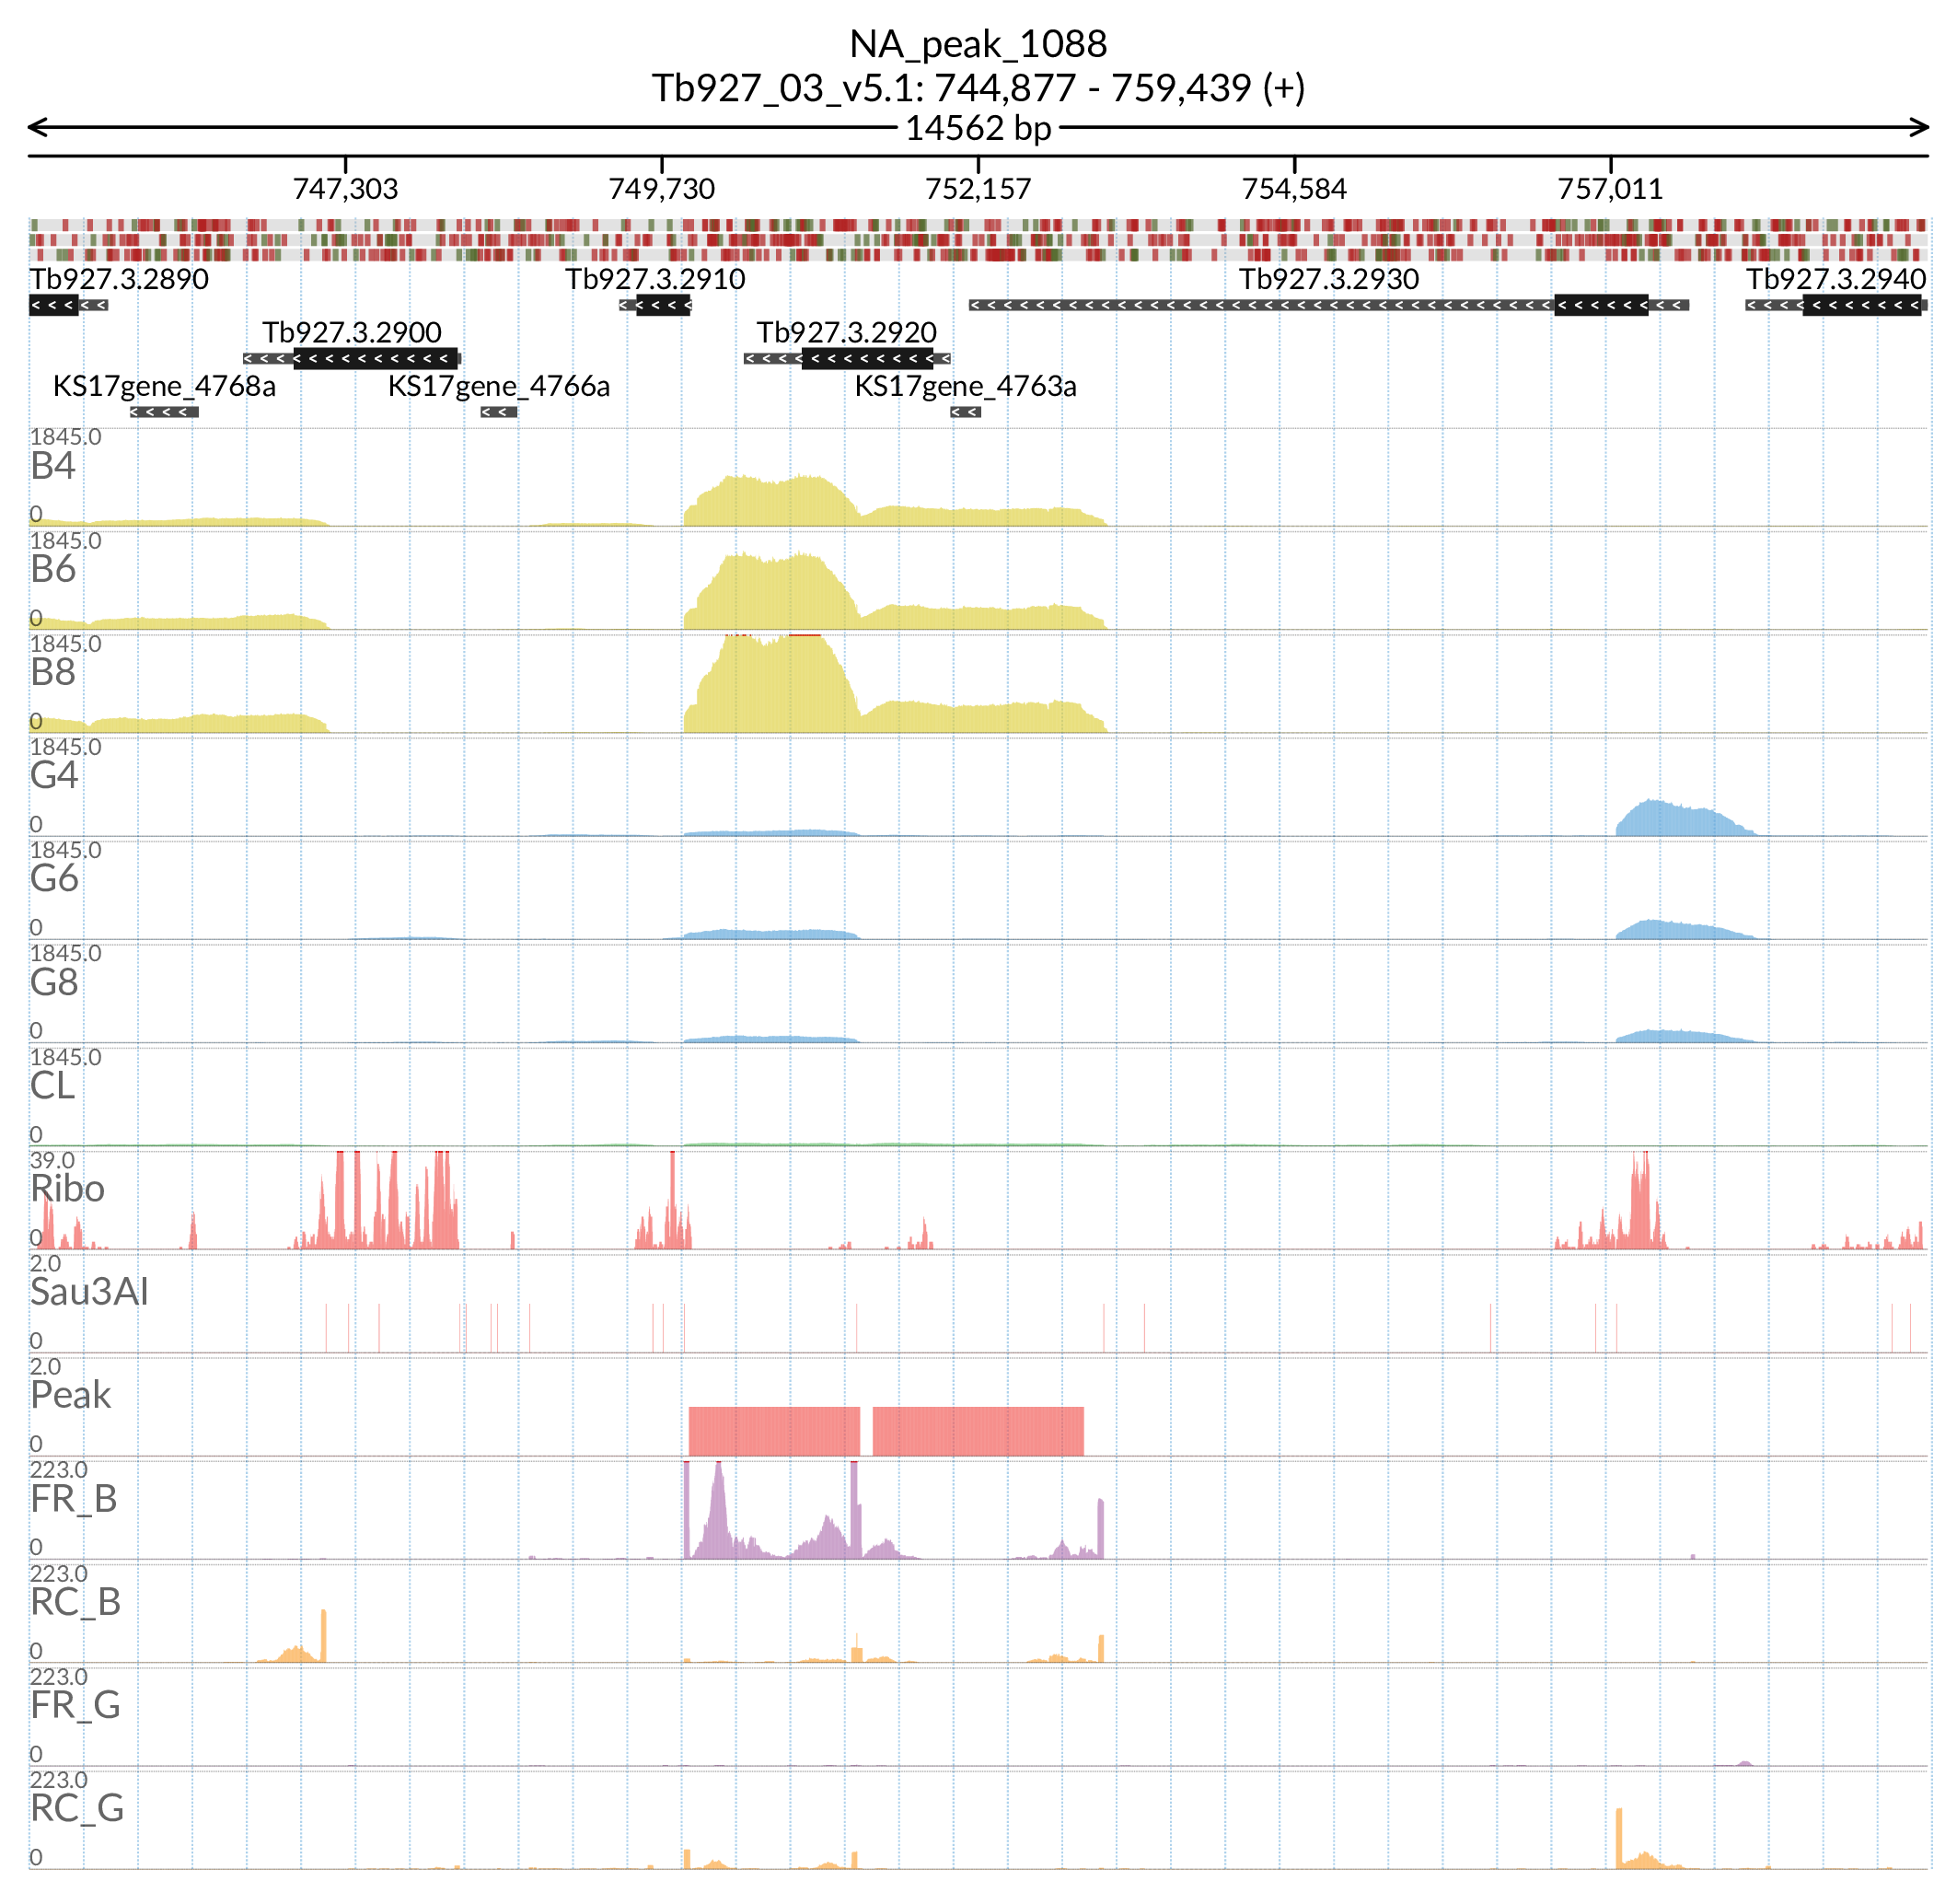 NA_peak_1088
Tb927_03_v5.1: 744,877 - 759,439 (+)
14562 bp
747,303 749,730 752,157 754,584 757,011
Tb927.3.2890 Tb927.3.2910 Tb927.3.2930 Tb927.3.2940
Tb927.3.2900 Tb927.3.2920
KS17gene_4768a KS17gene_4766a KS17gene_4763a
1845.0
B4
0
1845.0
B6
0
1845.0
B8
0
1845.0
G4
0
1845.0
G6
0
1845.0
G8
0
1845.0
CL
0
39.0
Ribo
0
2.0
Sau3AI
0
2.0
Peak
0
223.0
FR_B
0
223.0
RC_B
0
223.0
FR_G
0
223.0
RC_G
0